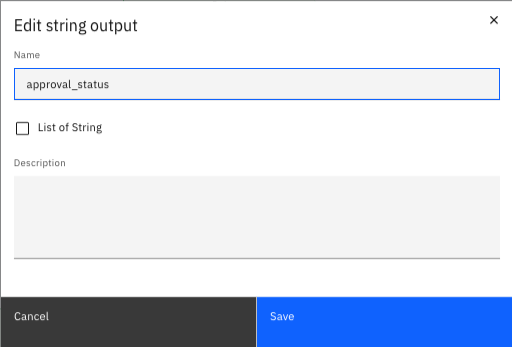 Edit string output
Name
approval_status
List of String
Description
Cancel
Save